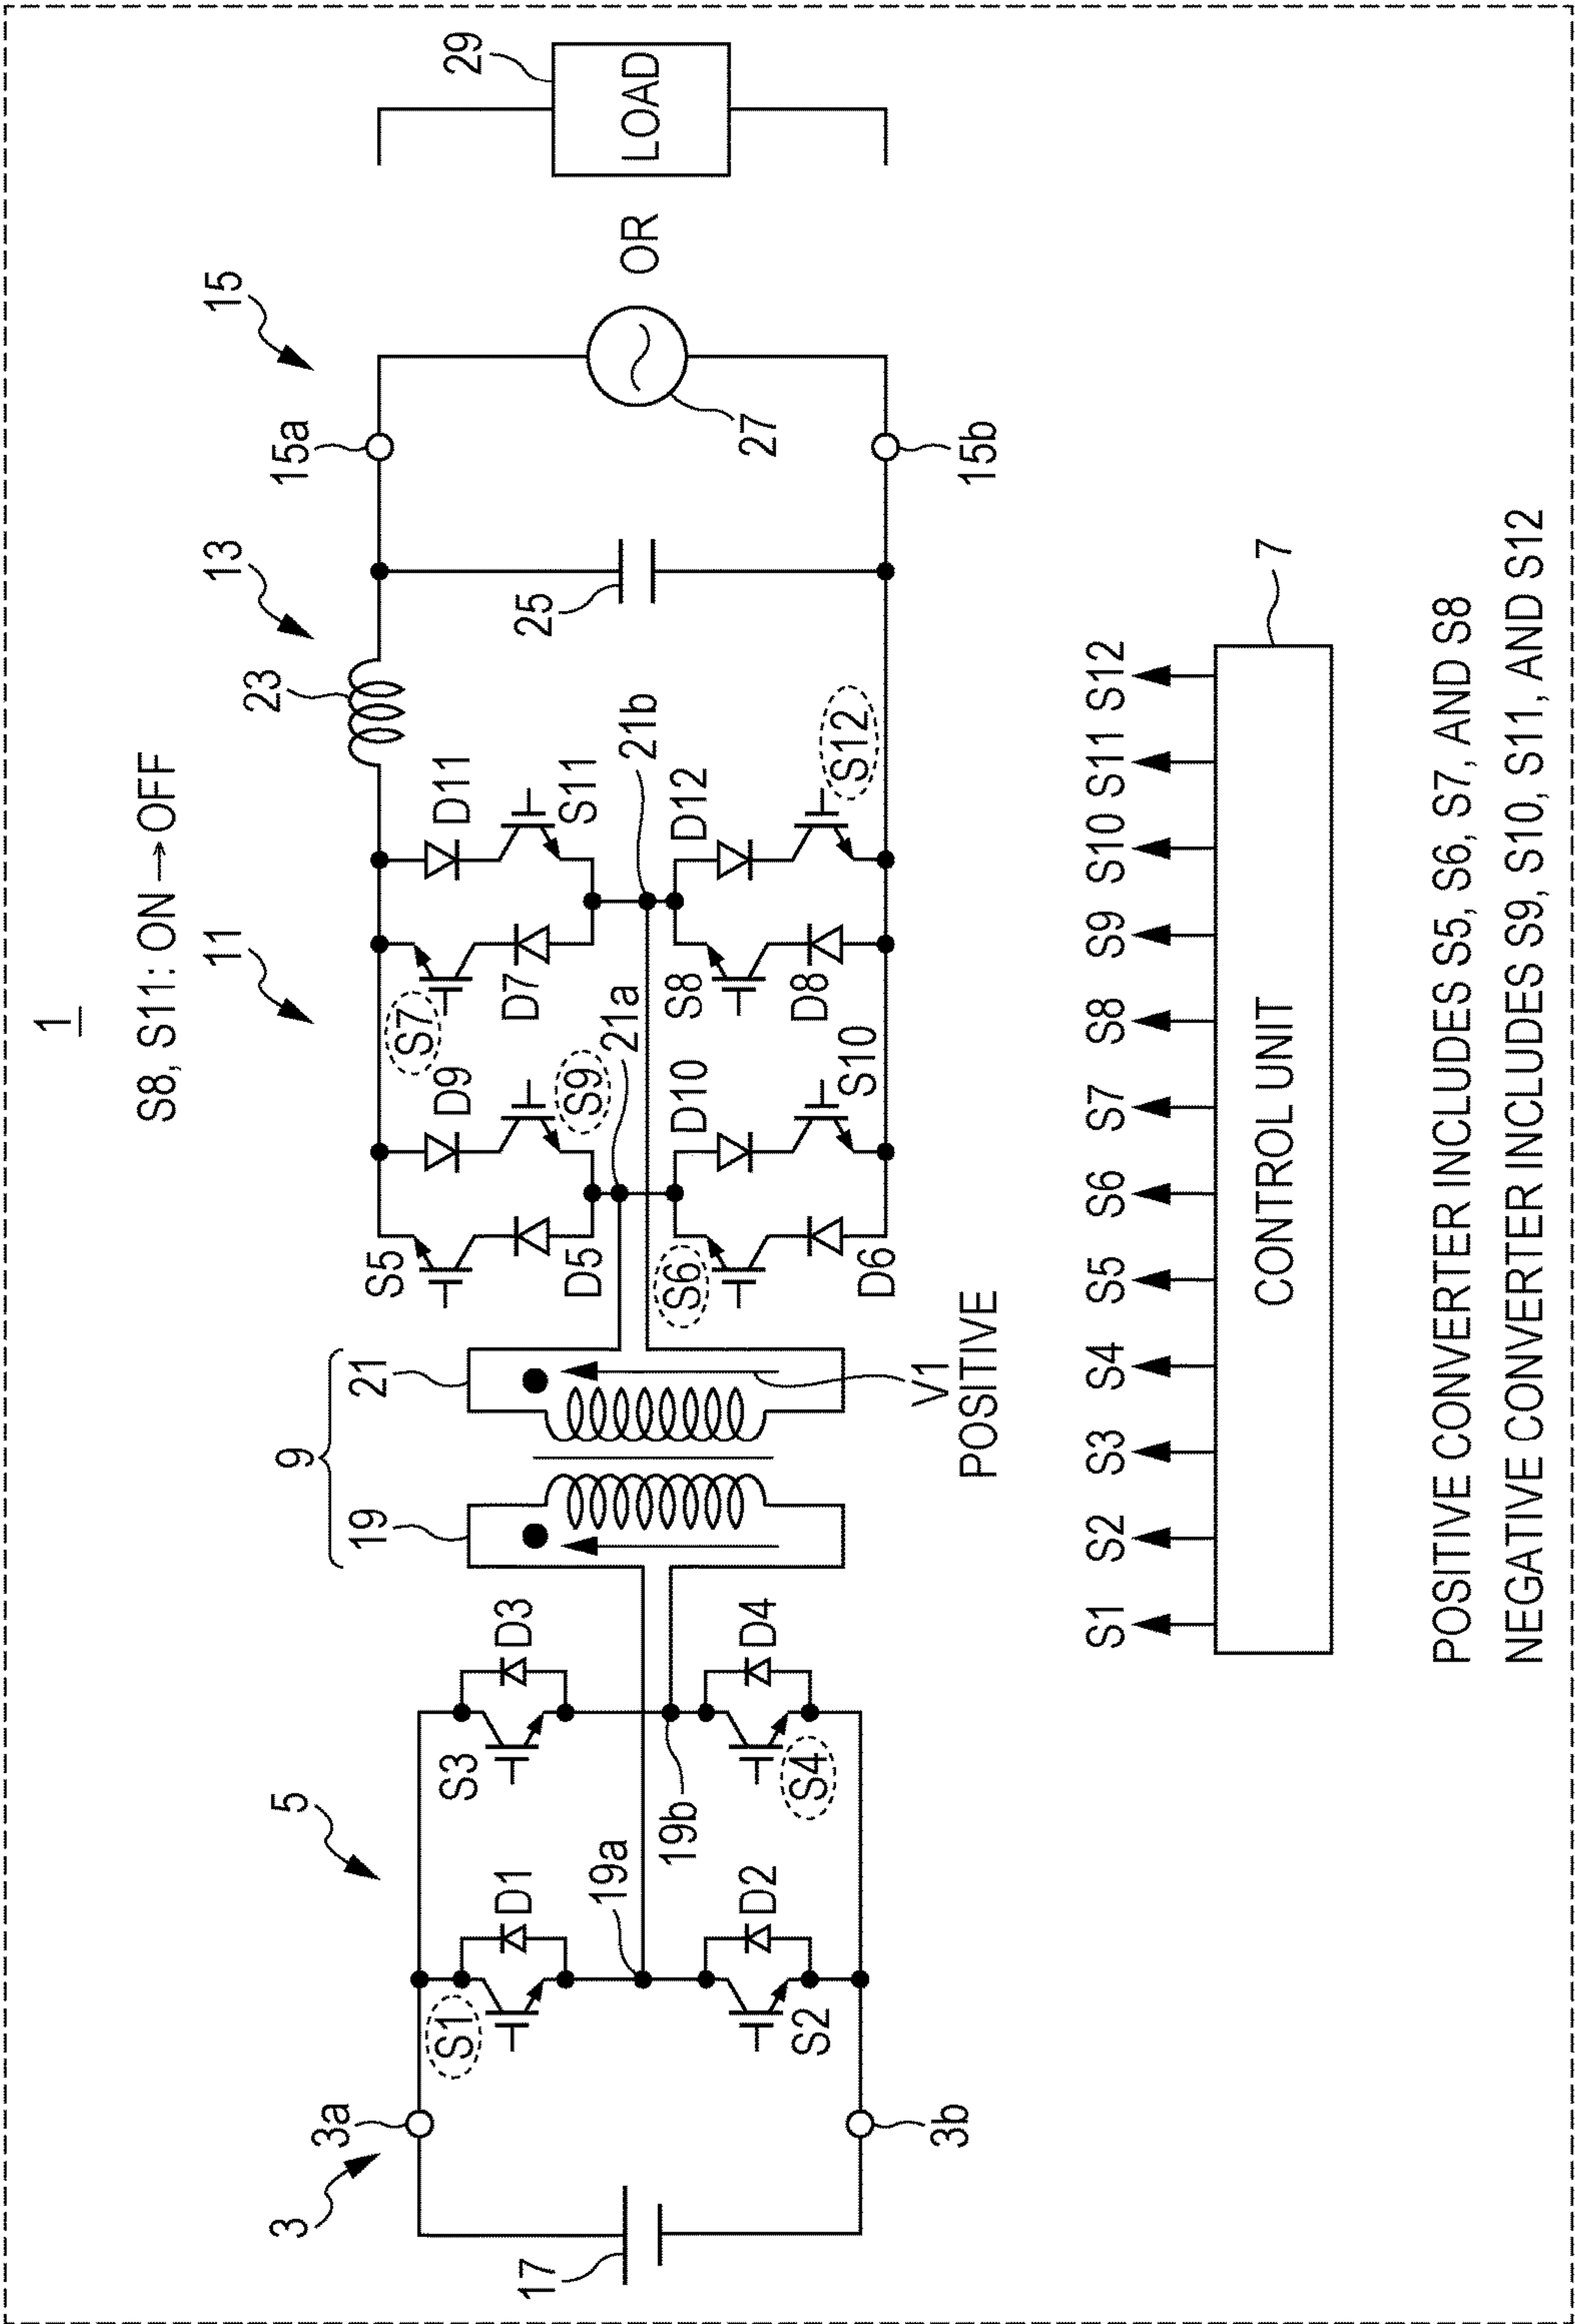 1
S8, S11: ON → OFF
3
3a
3b
17
5
S1
D1
S2
D2
S3
D3
S4
D4
19a
19b
9
19
21
V1
POSITIVE
11
S5
D5
S6
D6
D9
S9
D10
S10
21a
S7
D7
S8
D8
D11
S11
D12
S12
21b
13
23
25
15
15a
15b
27
OR
29
LOAD
S1 S2 S3 S4 S5 S6 S7 S8 S9 S10 S11 S12
CONTROL UNIT
7
POSITIVE CONVERTER INCLUDES S5, S6, S7, AND S8
NEGATIVE CONVERTER INCLUDES S9, S10, S11, AND S12